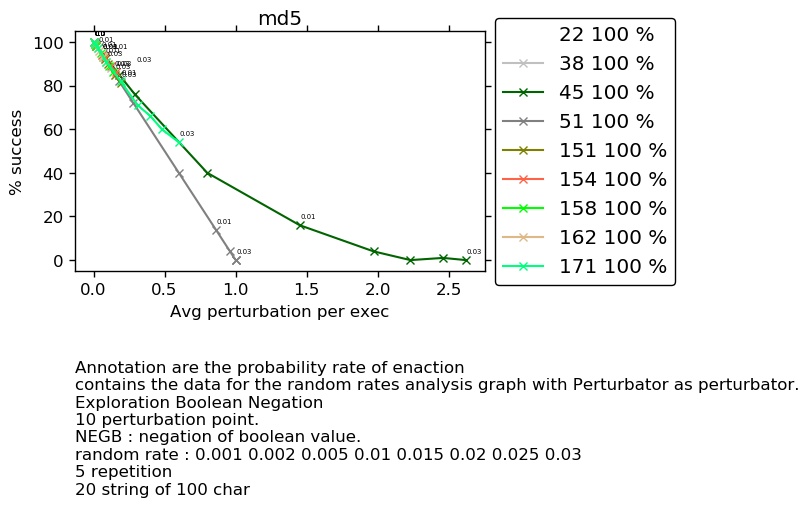 md5
100
80
60
40
20
0
% success
0.0 0.5 1.0 1.5 2.0 2.5
Avg perturbation per exec
0.01
0.03
0.03
0.01
0.03
0.01
0.03
22 100 %
38 100 %
45 100 %
51 100 %
151 100 %
154 100 %
158 100 %
162 100 %
171 100 %
Annotation are the probability rate of enaction
contains the data for the random rates analysis graph with Perturbator as perturbator.
Exploration Boolean Negation
10 perturbation point.
NEGB : negation of boolean value.
random rate : 0.001 0.002 0.005 0.01 0.015 0.02 0.025 0.03
5 repetition
20 string of 100 char